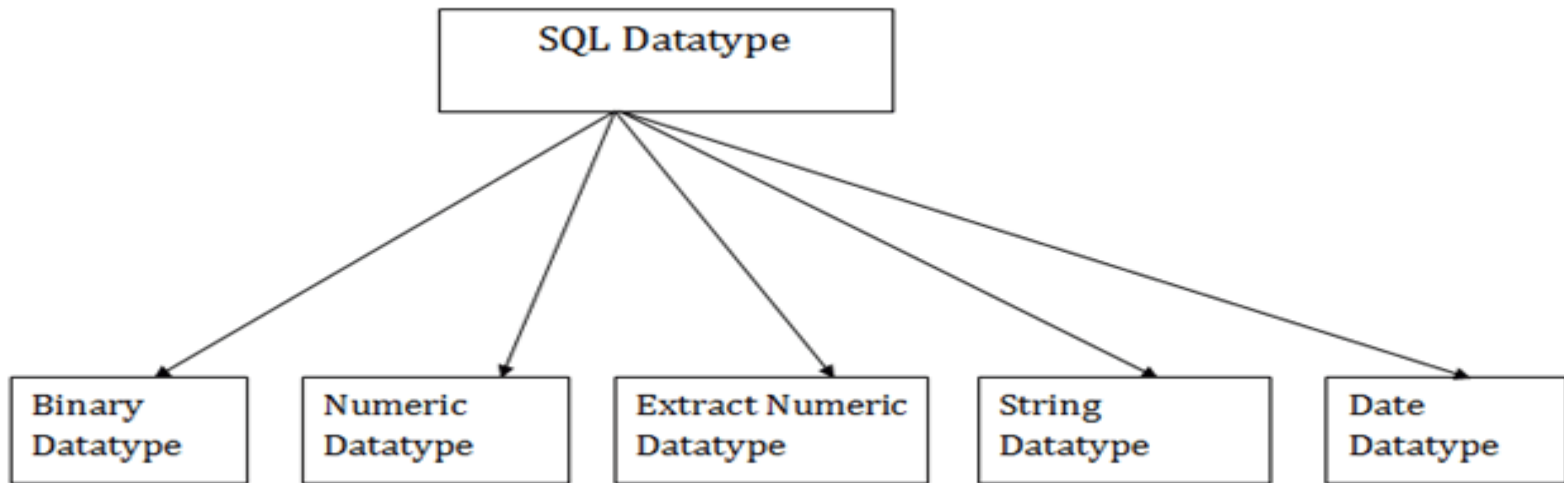 SQL Datatype
Binary
Datatype
Numeric
Datatype
Extract Numeric
Datatype
String
Datatype
Date
Datatype